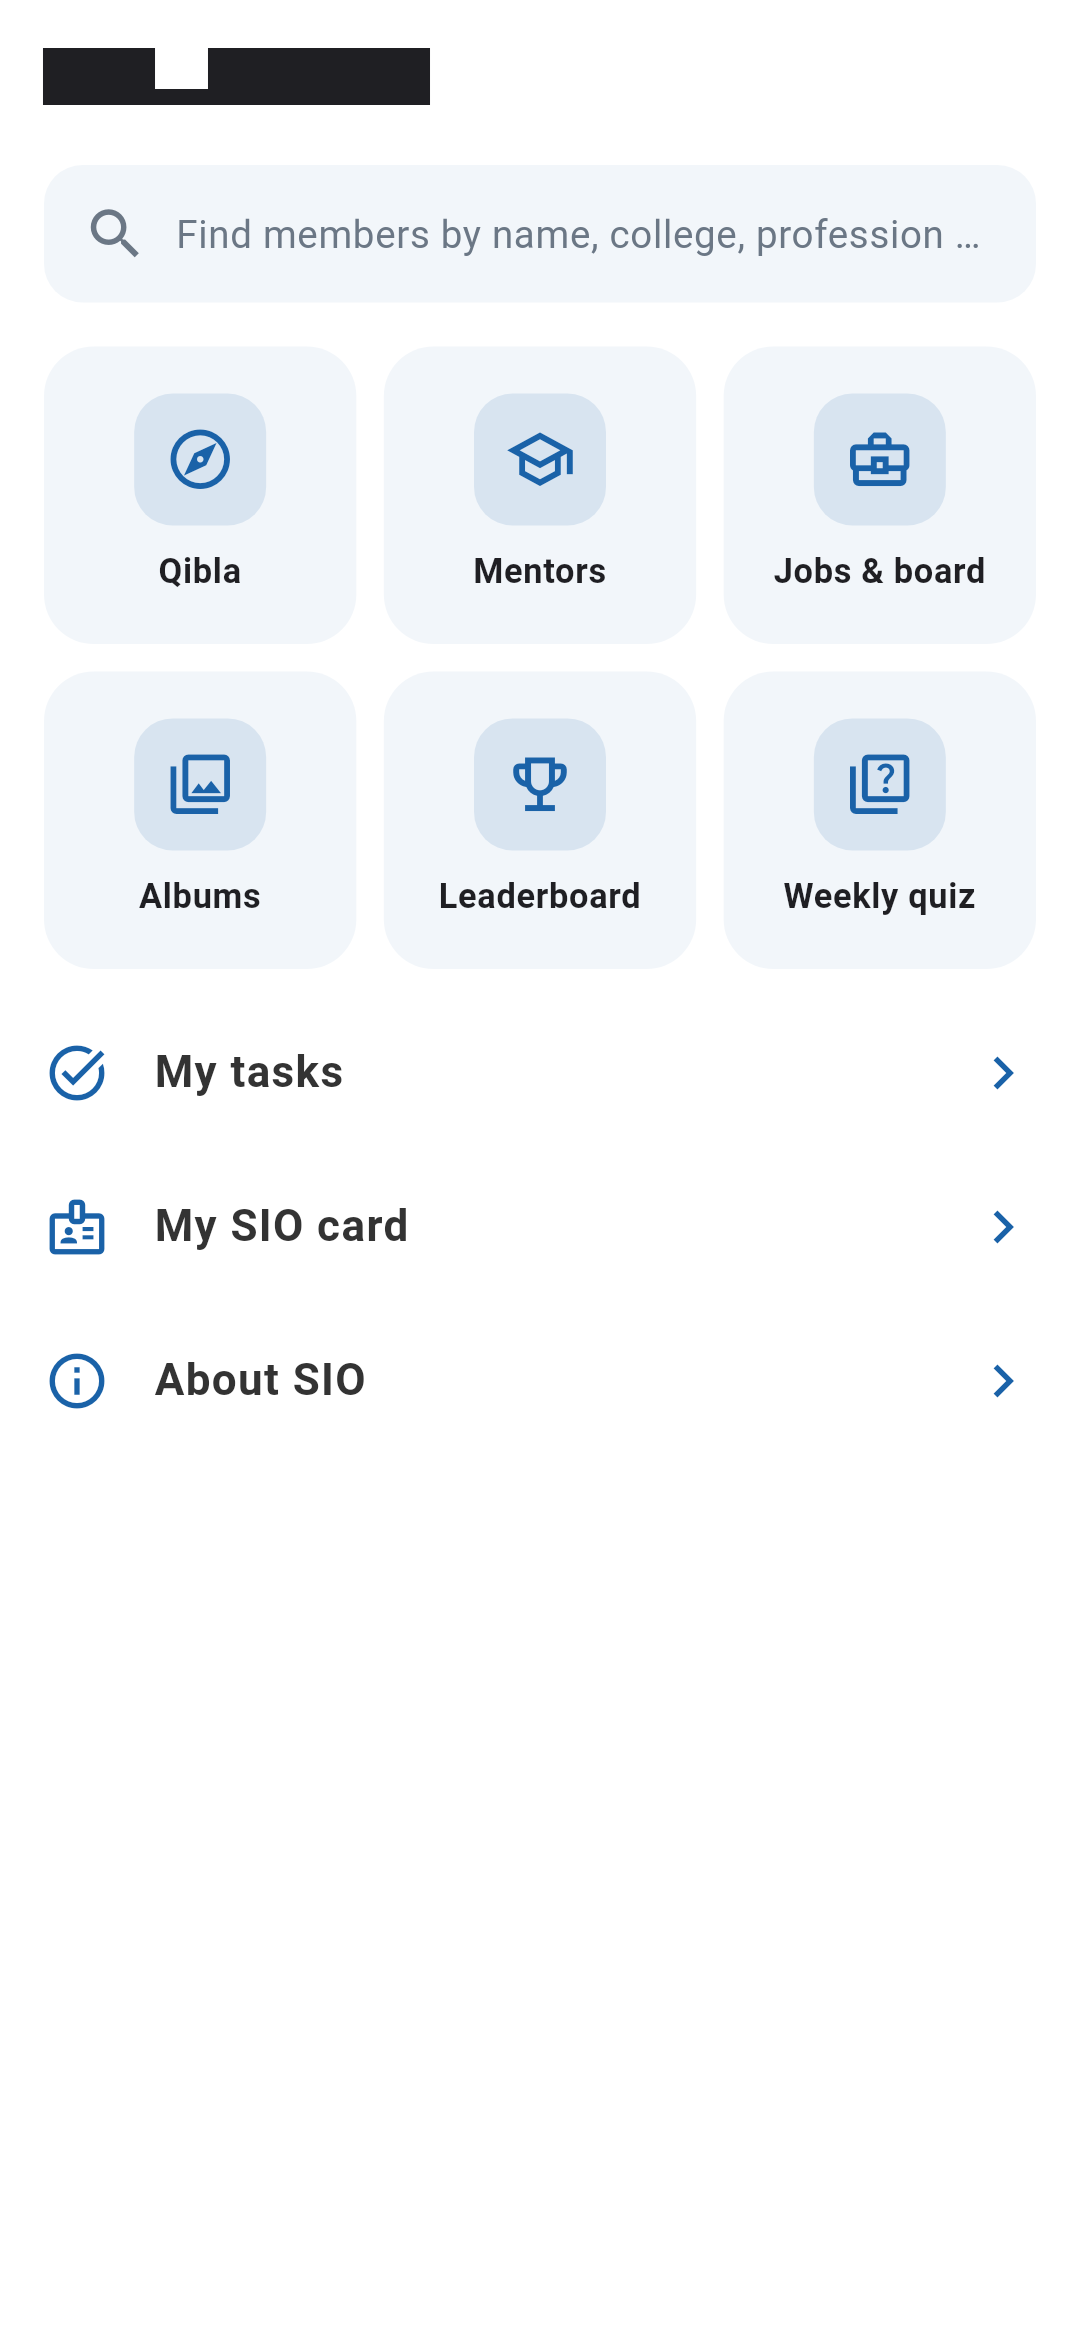 Find members by name, college, profession …
Qibla
Mentors
Jobs & board
Albums
Leaderboard
Weekly quiz
My tasks
My SIO card
About SIO